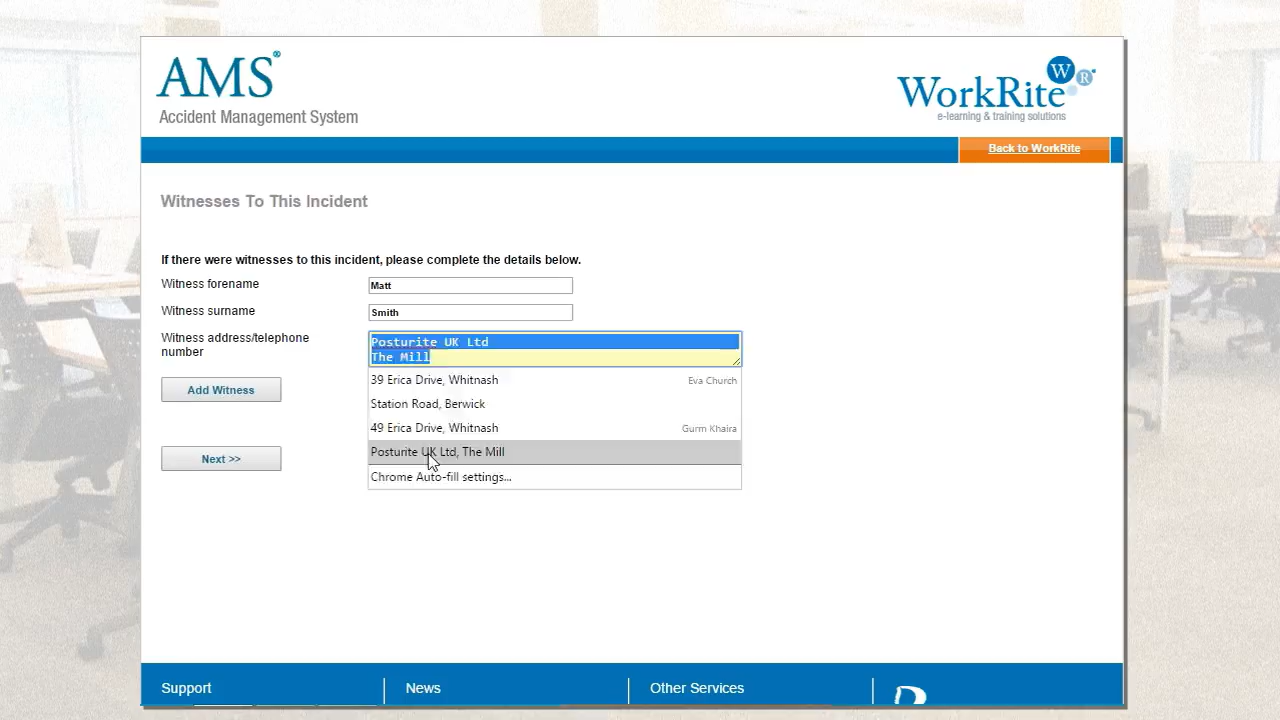 AMS®
Accident Management System
WorkRite W R
e-learning & training solutions
Back to WorkRite
Witnesses To This Incident
If there were witnesses to this incident, please complete the details below.
Witness forename
Matt
Witness surname
Smith
Witness address/telephone
number
Posturite UK Ltd
The Mill
39 Erica Drive, Whitnash Eva Church
Station Road, Berwick
49 Erica Drive, Whitnash Gurm Khaira
Posturite UK Ltd, The Mill
Chrome Auto-fill settings...
Add Witness
Next >>
Support
News
Other Services